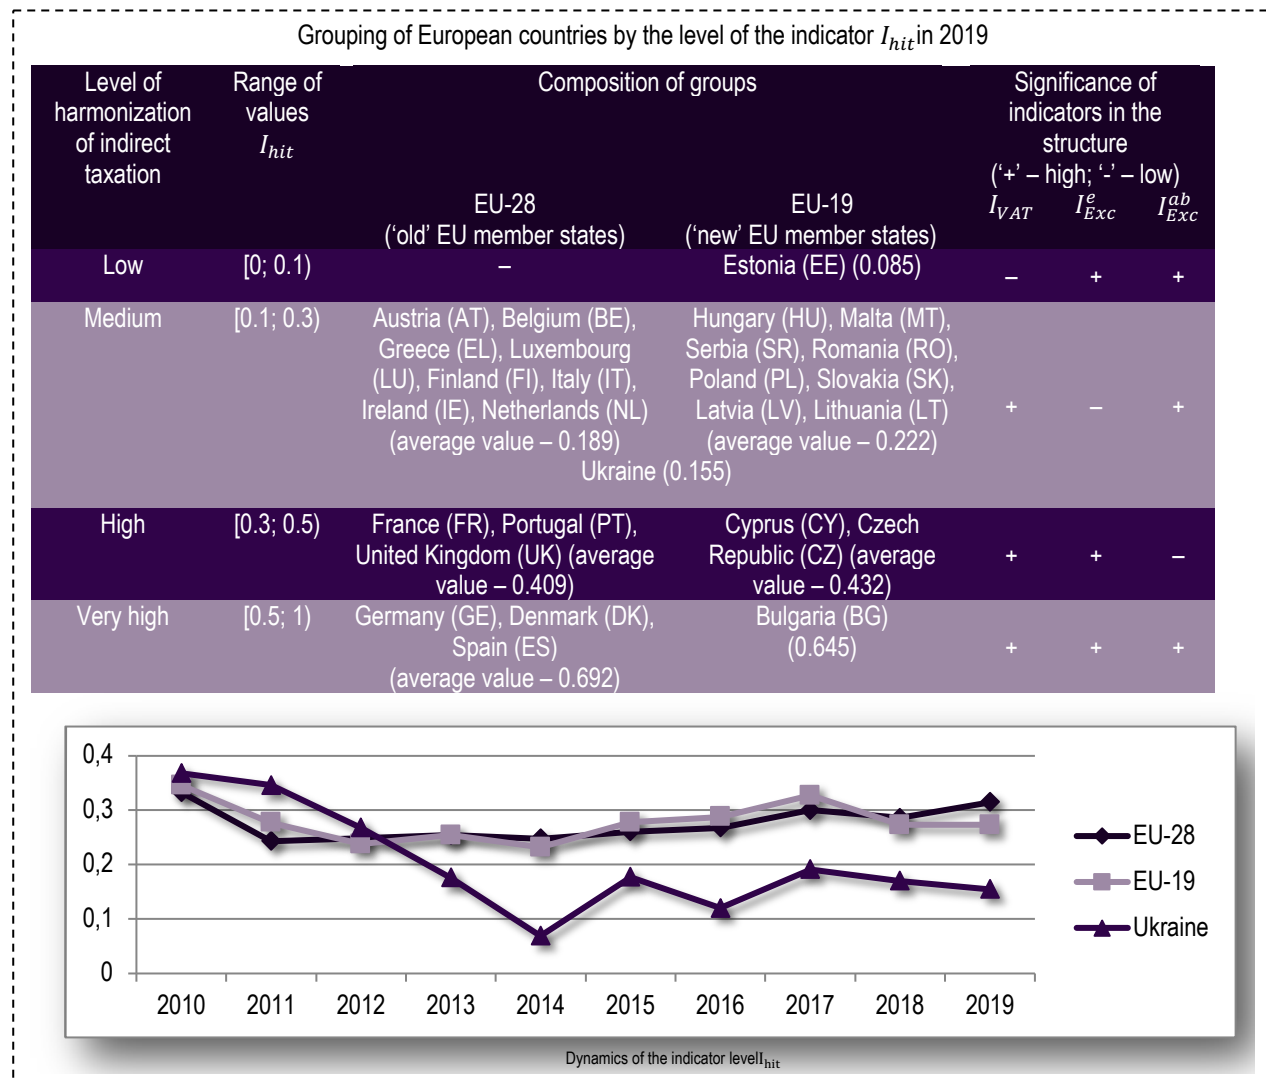 Grouping of European countries by the level of the indicator I_hit in 2019
Level of
harmonization
of indirect
taxation
Range of
values
I_hit
Composition of groups
EU-28
(‘old’ EU member states)
EU-19
(‘new’ EU member states)
Significance of
indicators in the
structure
(‘+’ – high; ‘-’ – low)
I_VAT I^e_Exc I^ab_Exc
Low
[0; 0.1)
–
Estonia (EE) (0.085)
– + +
Medium
[0.1; 0.3)
Austria (AT), Belgium (BE),
Greece (EL), Luxembourg
(LU), Finland (FI), Italy (IT),
Ireland (IE), Netherlands (NL)
(average value – 0.189)
Hungary (HU), Malta (MT),
Serbia (SR), Romania (RO),
Poland (PL), Slovakia (SK),
Latvia (LV), Lithuania (LT)
(average value – 0.222)
Ukraine (0.155)
+ – +
High
[0.3; 0.5)
France (FR), Portugal (PT),
United Kingdom (UK) (average
value – 0.409)
Cyprus (CY), Czech
Republic (CZ) (average
value – 0.432)
+ + –
Very high
[0.5; 1)
Germany (GE), Denmark (DK),
Spain (ES)
(average value – 0.692)
Bulgaria (BG)
(0.645)
+ + +
0,4
0,3
0,2
0,1
0
2010 2011 2012 2013 2014 2015 2016 2017 2018 2019
EU-28
EU-19
Ukraine
Dynamics of the indicator levelI_hit